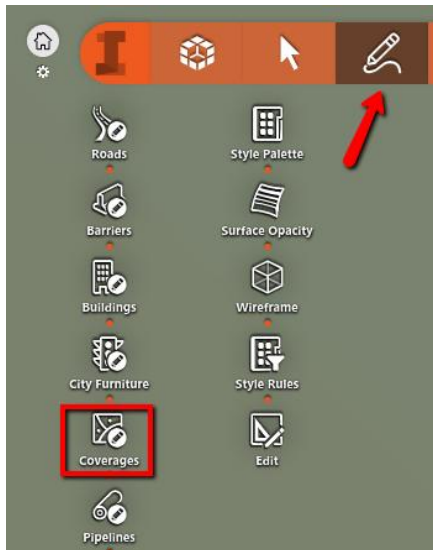 Roads
Style Palette
Barriers
Surface Opacity
Buildings
Wireframe
City Furniture
Style Rules
Coverages
Edit
Pipelines